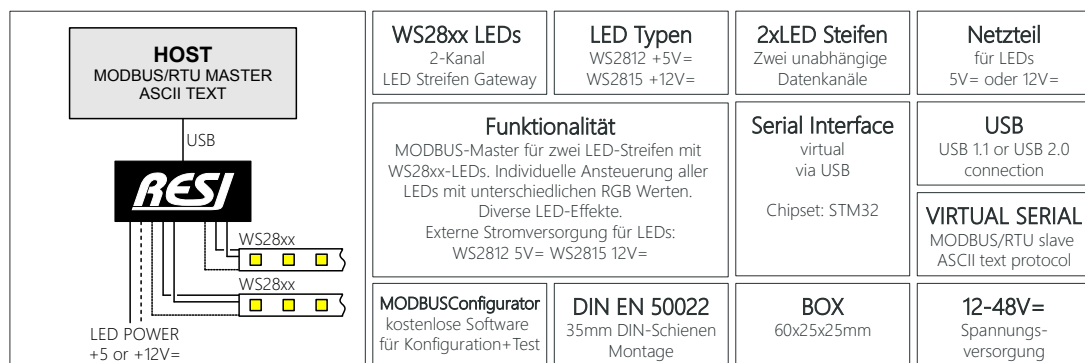 HOST
MODBUS/RTU MASTER
ASCII TEXT
USB
RESI
WS28xx
WS28xx
LED POWER
+5 or +12V=
WS28xx LEDs
2-Kanal
LED Streifen Gateway
LED Typen
WS2812 +5V=
WS2815 +12V=
2xLED Steifen
Zwei unabhängige
Datenkanäle
Netzteil
für LEDs
5V= oder 12V=
Funktionalität
MODBUS-Master für zwei LED-Streifen mit
WS28xx-LEDs. Individuelle Ansteuerung aller
LEDs mit unterschiedlichen RGB Werten.
Diverse LED-Effekte.
Externe Stromversorgung für LEDs:
WS2812 5V= WS2815 12V=
Serial Interface
virtual
via USB
Chipset: STM32
USB
USB 1.1 or USB 2.0
connection
VIRTUAL SERIAL
MODBUS/RTU slave
ASCII text protocol
MODBUSConfigurator
kostenlose Software
für Konfiguration+Test
DIN EN 50022
35mm DIN-Schienen
Montage
BOX
60x25x25mm
12-48V=
Spannungs-
versorgung